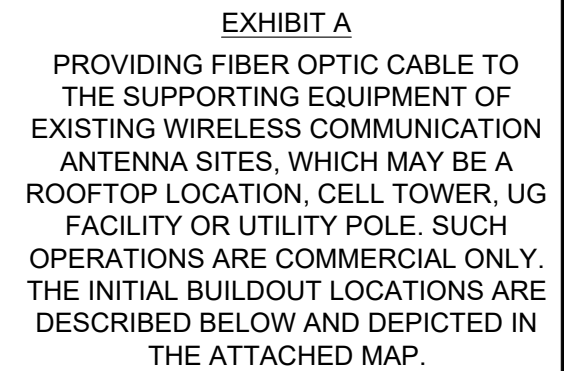 EXHIBIT A
PROVIDING FIBER OPTIC CABLE TO
THE SUPPORTING EQUIPMENT OF
EXISTING WIRELESS COMMUNICATION
ANTENNA SITES, WHICH MAY BE A
ROOFTOP LOCATION, CELL TOWER, UG
FACILITY OR UTILITY POLE. SUCH
OPERATIONS ARE COMMERCIAL ONLY.
THE INITIAL BUILDOUT LOCATIONS ARE
DESCRIBED BELOW AND DEPICTED IN
THE ATTACHED MAP.